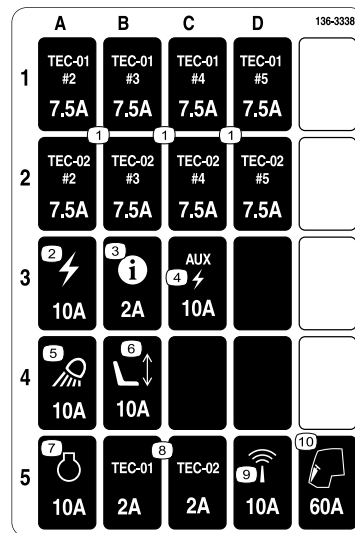 A B C D 136-3338
1
TEC-01 TEC-01 TEC-01 TEC-01
#2 #3 #4 #5
7.5A 7.5A 7.5A 7.5A
1 1 1
2
TEC-02 TEC-02 TEC-02 TEC-02
#2 #3 #4 #5
7.5A 7.5A 7.5A 7.5A
3
2 3 AUX
i 4
10A 2A 10A
4
5 6
10A 10A
5
7 8 9 10
TEC-01 TEC-02
10A 2A 2A 10A 60A